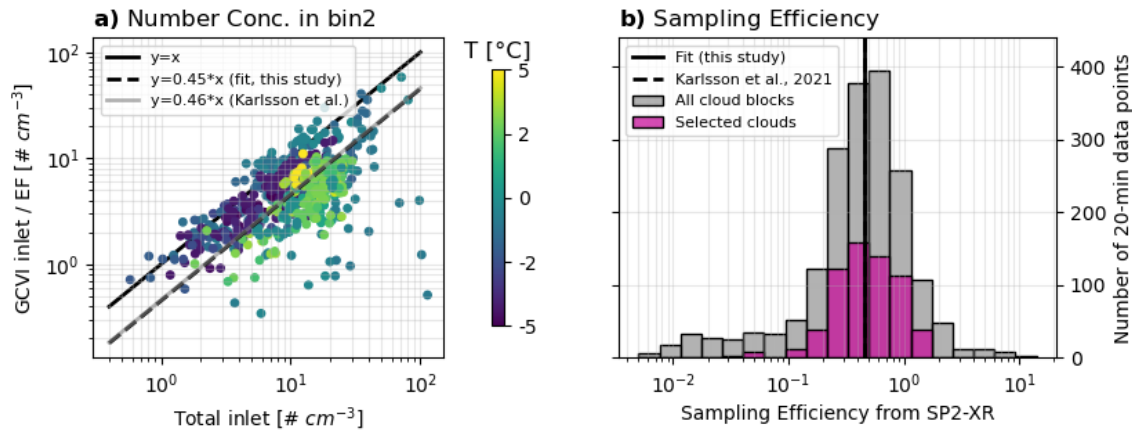 a) Number Conc. in bin2
T [°C]
y=x
y=0.45*x (fit, this study)
y=0.46*x (Karlsson et al.)
10²
10¹
10⁰
GCVI inlet / EF [# cm⁻³]
10⁰ 10¹ 10²
Total inlet [# cm⁻³]
5
2
0
-2
-5
b) Sampling Efficiency
Fit (this study)
Karlsson et al., 2021
All cloud blocks
Selected clouds
400
300
200
100
0
Number of 20-min data points
10⁻² 10⁻¹ 10⁰ 10¹
Sampling Efficiency from SP2-XR